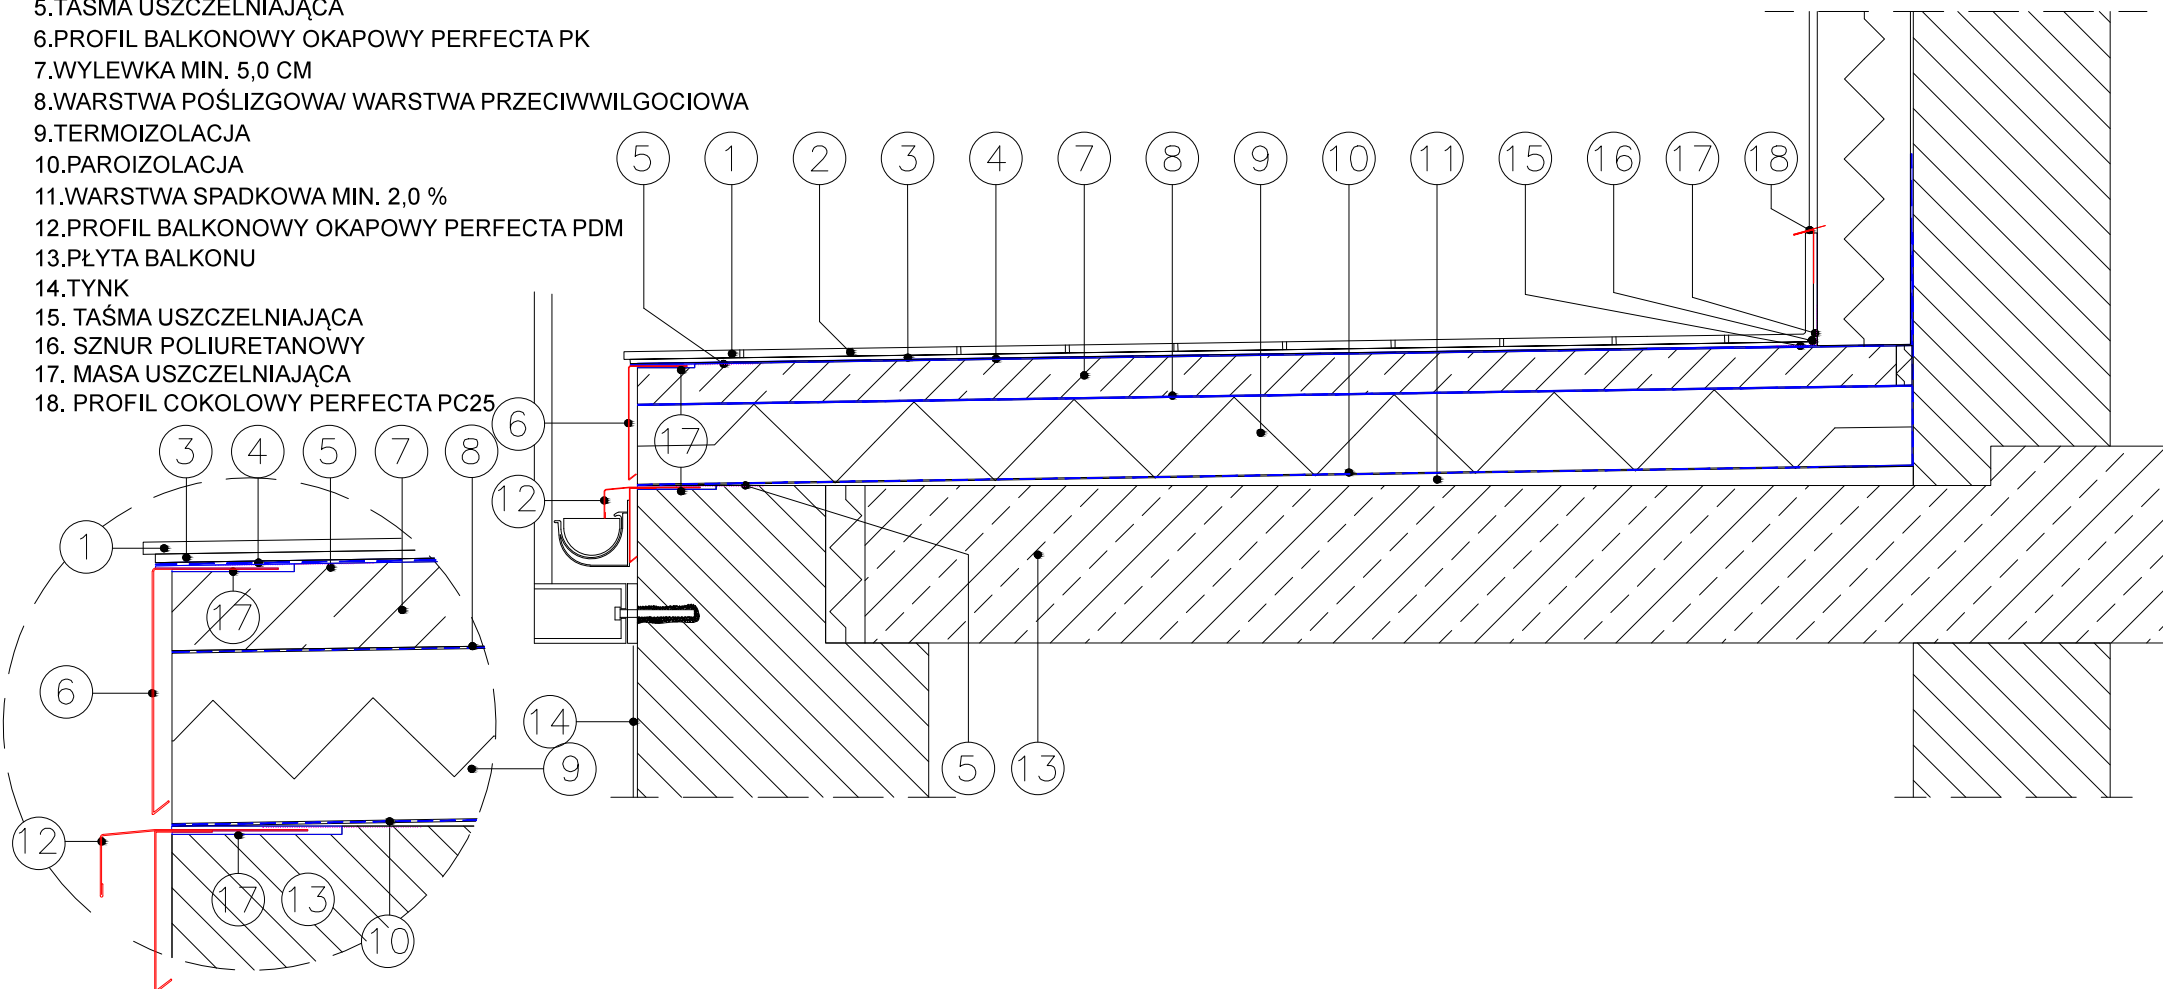 5.TAŚMA USZCZELNIAJĄCA
6.PROFIL BALKONOWY OKAPOWY PERFECTA PK
7.WYLEWKA MIN. 5,0 CM
8.WARSTWA POŚLIZGOWA/ WARSTWA PRZECIWWILGOCIOWA
9.TERMOIZOLACJA
10.PAROIZOLACJA
11.WARSTWA SPADKOWA MIN. 2,0 %
12.PROFIL BALKONOWY OKAPOWY PERFECTA PDM
13.PŁYTA BALKONU
14.TYNK
15. TAŚMA USZCZELNIAJĄCA
16. SZNUR POLIURETANOWY
17. MASA USZCZELNIAJĄCA
18. PROFIL COKOLOWY PERFECTA PC25
5 1 2 3 4 7 8 9 10 11 15 16 17 18
6
17
12
14
9
5 13
3 4 5 7 8
1
17
6
12
17 13
10